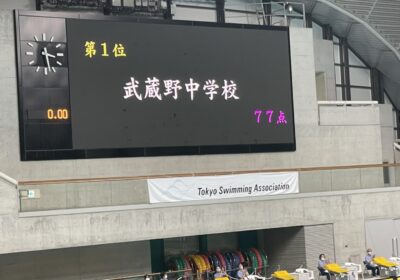 第1位
武蔵野中学校
0.00
77点
Tokyo Swimming Association